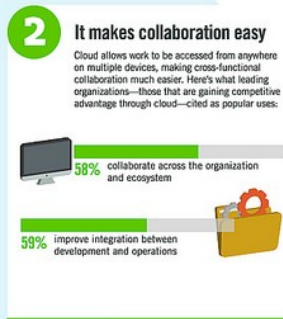 2
It makes collaboration easy
Cloud allows work to be accessed from anywhere
on multiple devices, making cross-functional
collaboration much easier. Here's what leading
organizations—those that are gaining competitive
advantage through cloud—cited as popular uses:
58% collaborate across the organization
and ecosystem
59% improve integration between
development and operations